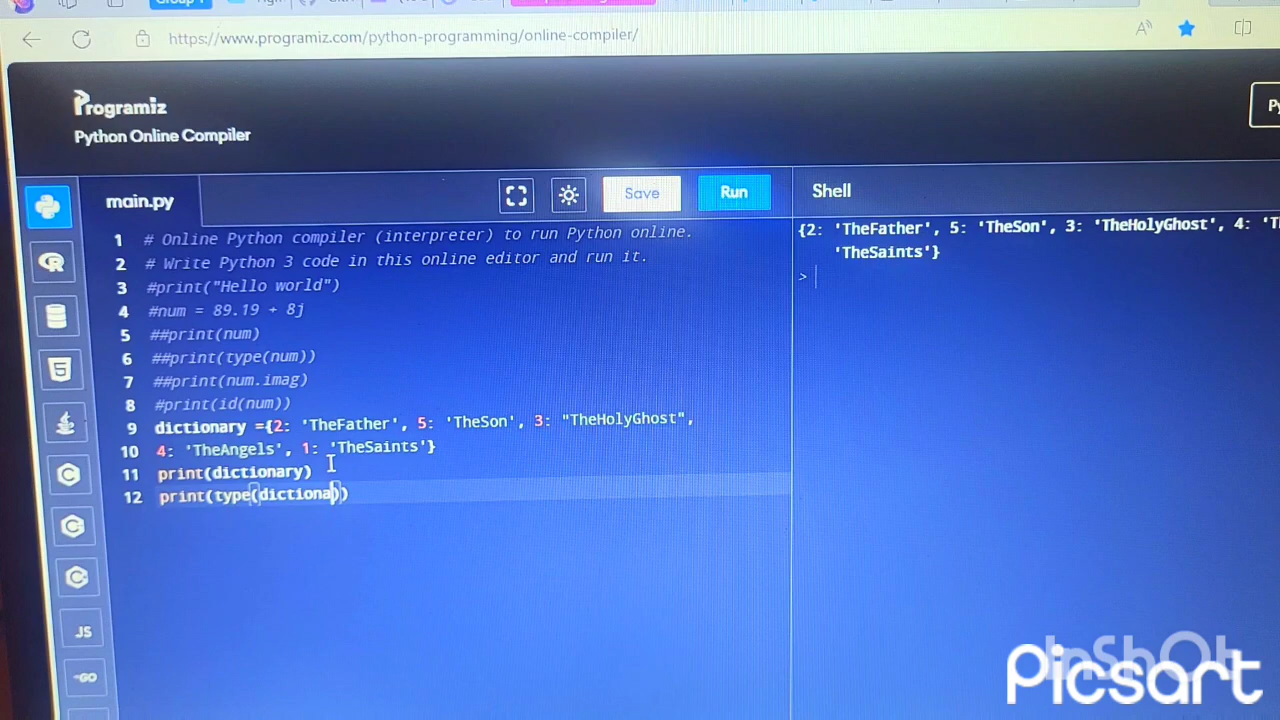 Group 1
https://www.programiz.com/python-programming/online-compiler/
Programiz
Python Online Compiler
Py
main.py
Save
Run
Shell
1 # Online Python compiler (interpreter) to run Python online.
2 # Write Python 3 code in this online editor and run it.
3 #print("Hello world")
4 #num = 89.19 + 8j
5 ##print(num)
6 ##print(type(num))
7 ##print(num.imag)
8 #print(id(num))
9 dictionary ={2: 'TheFather', 5: 'TheSon', 3: "TheHolyGhost",
10 4: 'TheAngels', 1: 'TheSaints'}
11 print(dictionary)
12 print(type(dictiona))
{2: 'TheFather', 5: 'TheSon', 3: 'TheHolyGhost', 4: 'T
'TheSaints'}
>
JS
GO
InShOt
Picsart